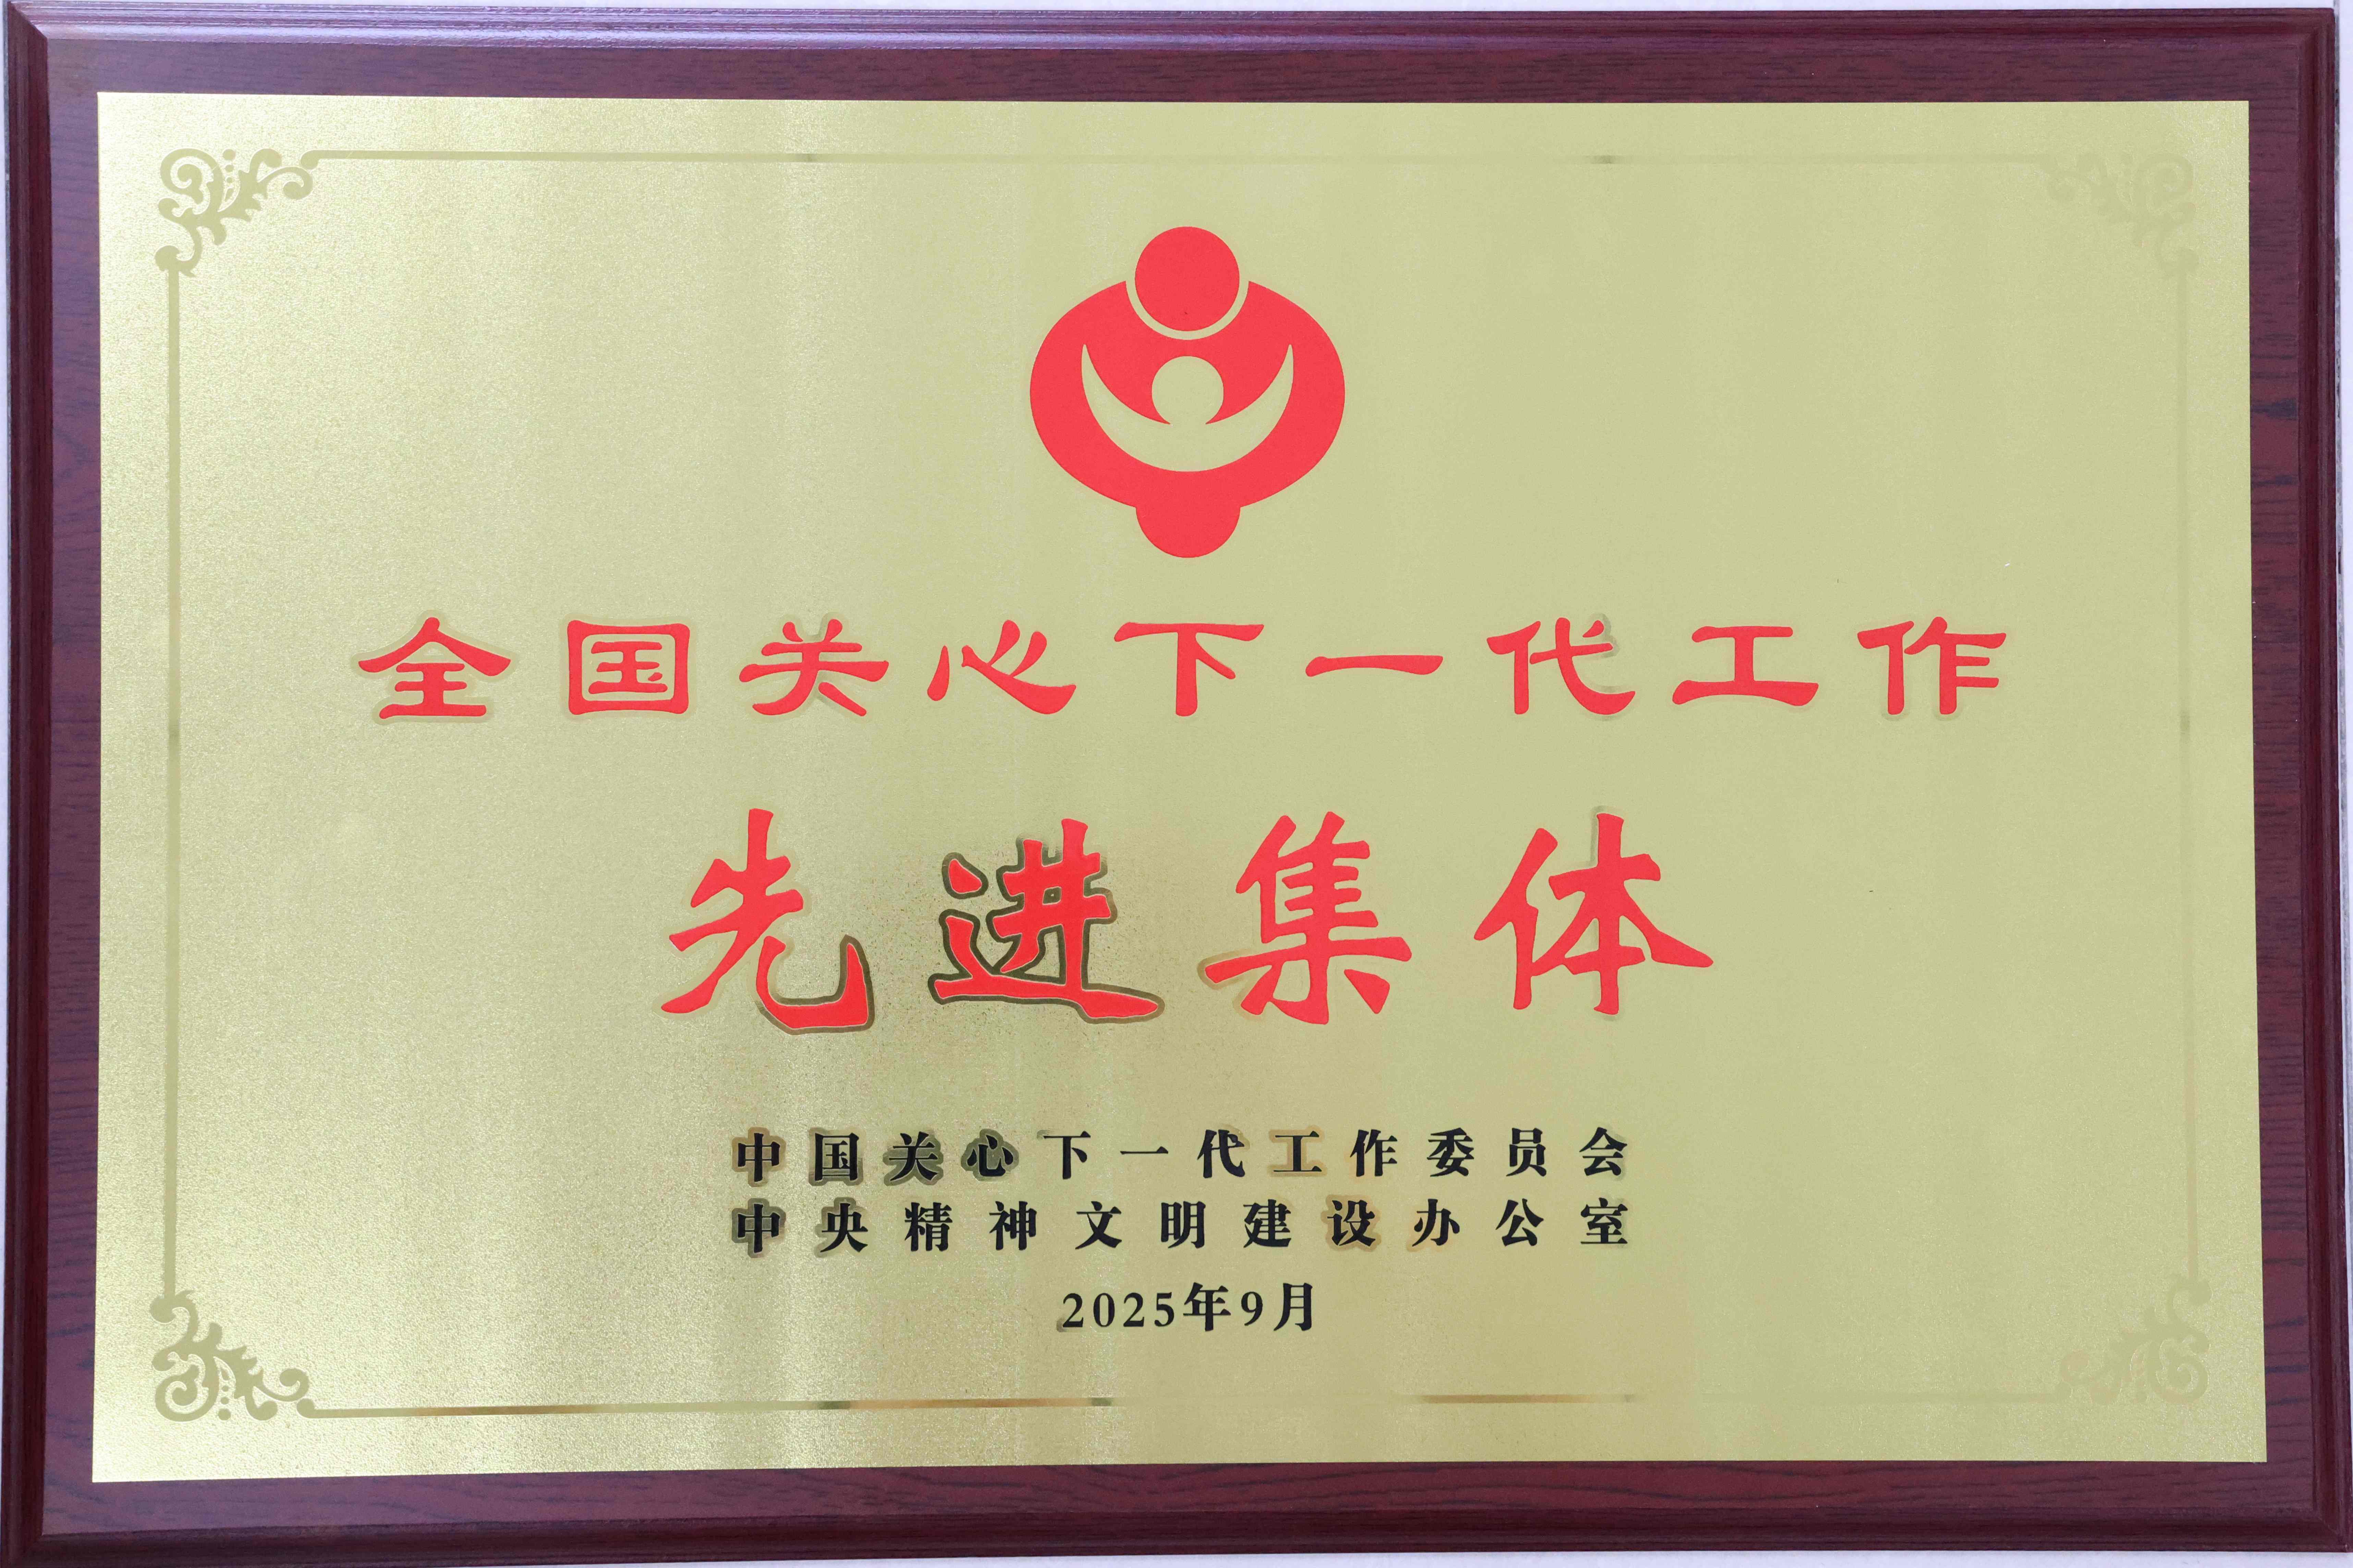 全国关心下一代工作
先进集体
中国关心下一代工作委员会
中央精神文明建设办公室
2025年9月